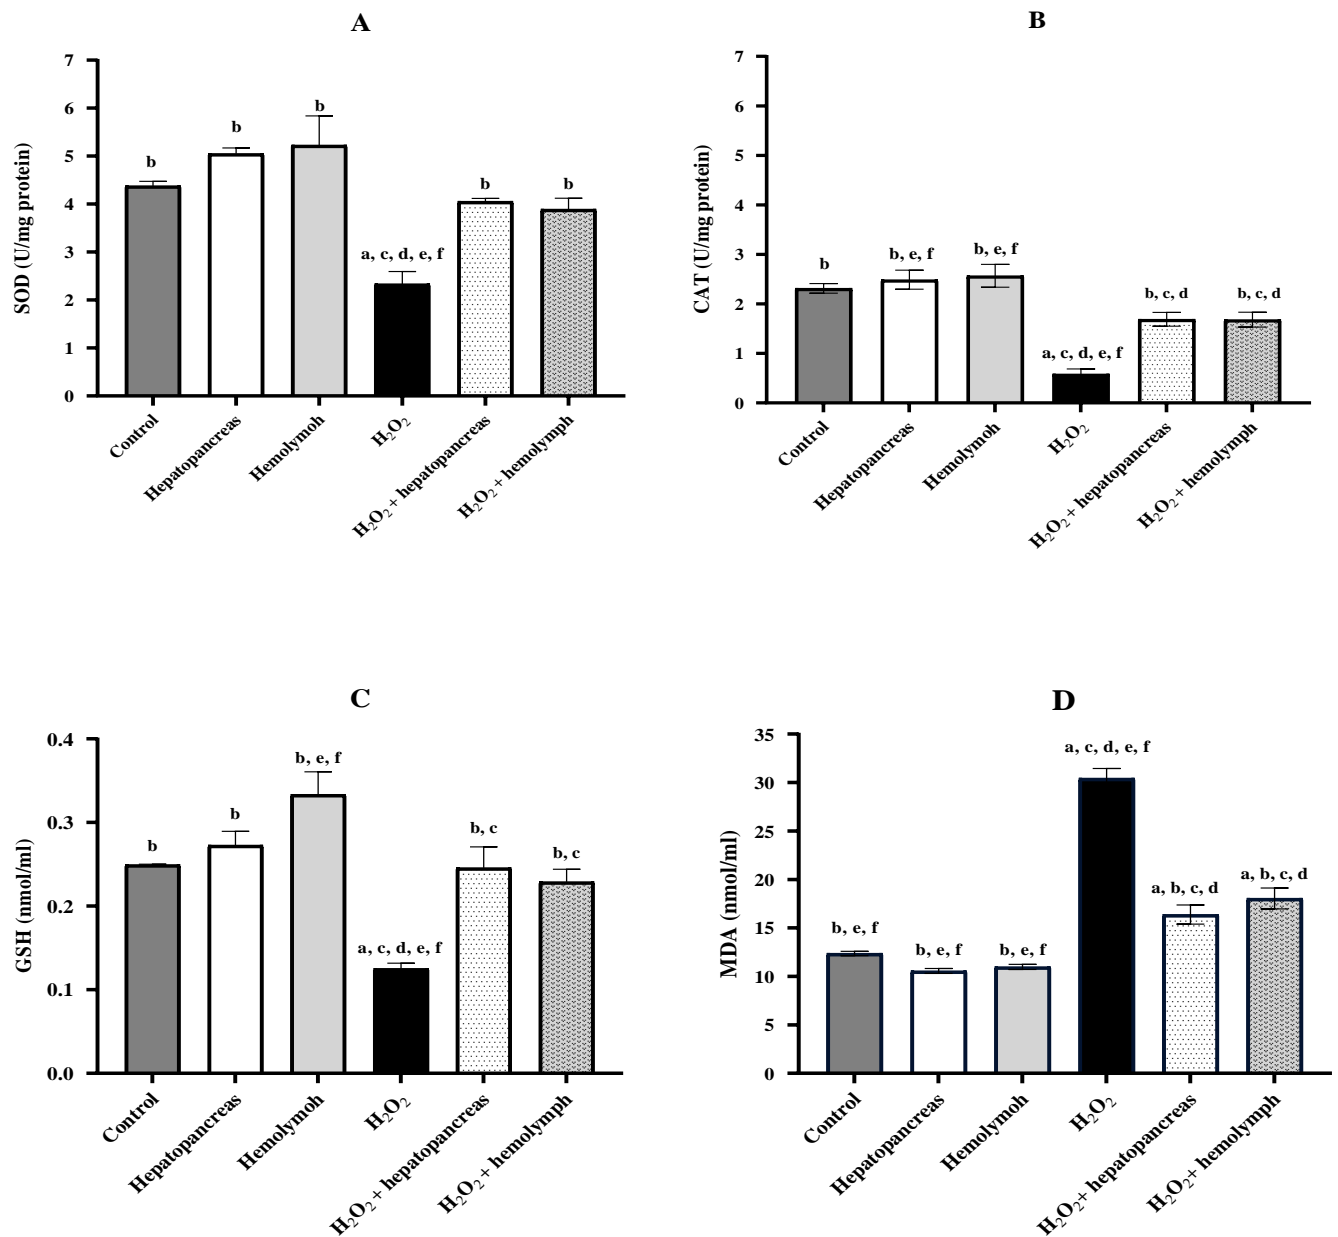 A
SOD (U/mg protein)
7
6
5
4
3
2
1
0
b
b
b
a, c, d, e, f
b
b
Control
Hepatopancreas
Hemolymoh
H₂O₂
H₂O₂+ hepatopancreas
H₂O₂+ hemolymph
B
CAT (U/mg protein)
7
6
5
4
3
2
1
0
b
b, e, f
b, e, f
a, c, d, e, f
b, c, d
b, c, d
Control
Hepatopancreas
Hemolymoh
H₂O₂
H₂O₂+ hepatopancreas
H₂O₂+ hemolymph
C
GSH (nmol/ml)
0.4
0.3
0.2
0.1
0.0
b
b
b, e, f
a, c, d, e, f
b, c
b, c
Control
Hepatopancreas
Hemolymoh
H₂O₂
H₂O₂+ hepatopancreas
H₂O₂+ hemolymph
D
MDA (nmol/ml)
35
30
25
20
15
10
5
0
b, e, f
b, e, f
b, e, f
a, c, d, e, f
a, b, c, d
a, b, c, d
Control
Hepatopancreas
Hemolymoh
H₂O₂
H₂O₂+ hepatopancreas
H₂O₂+ hemolymph